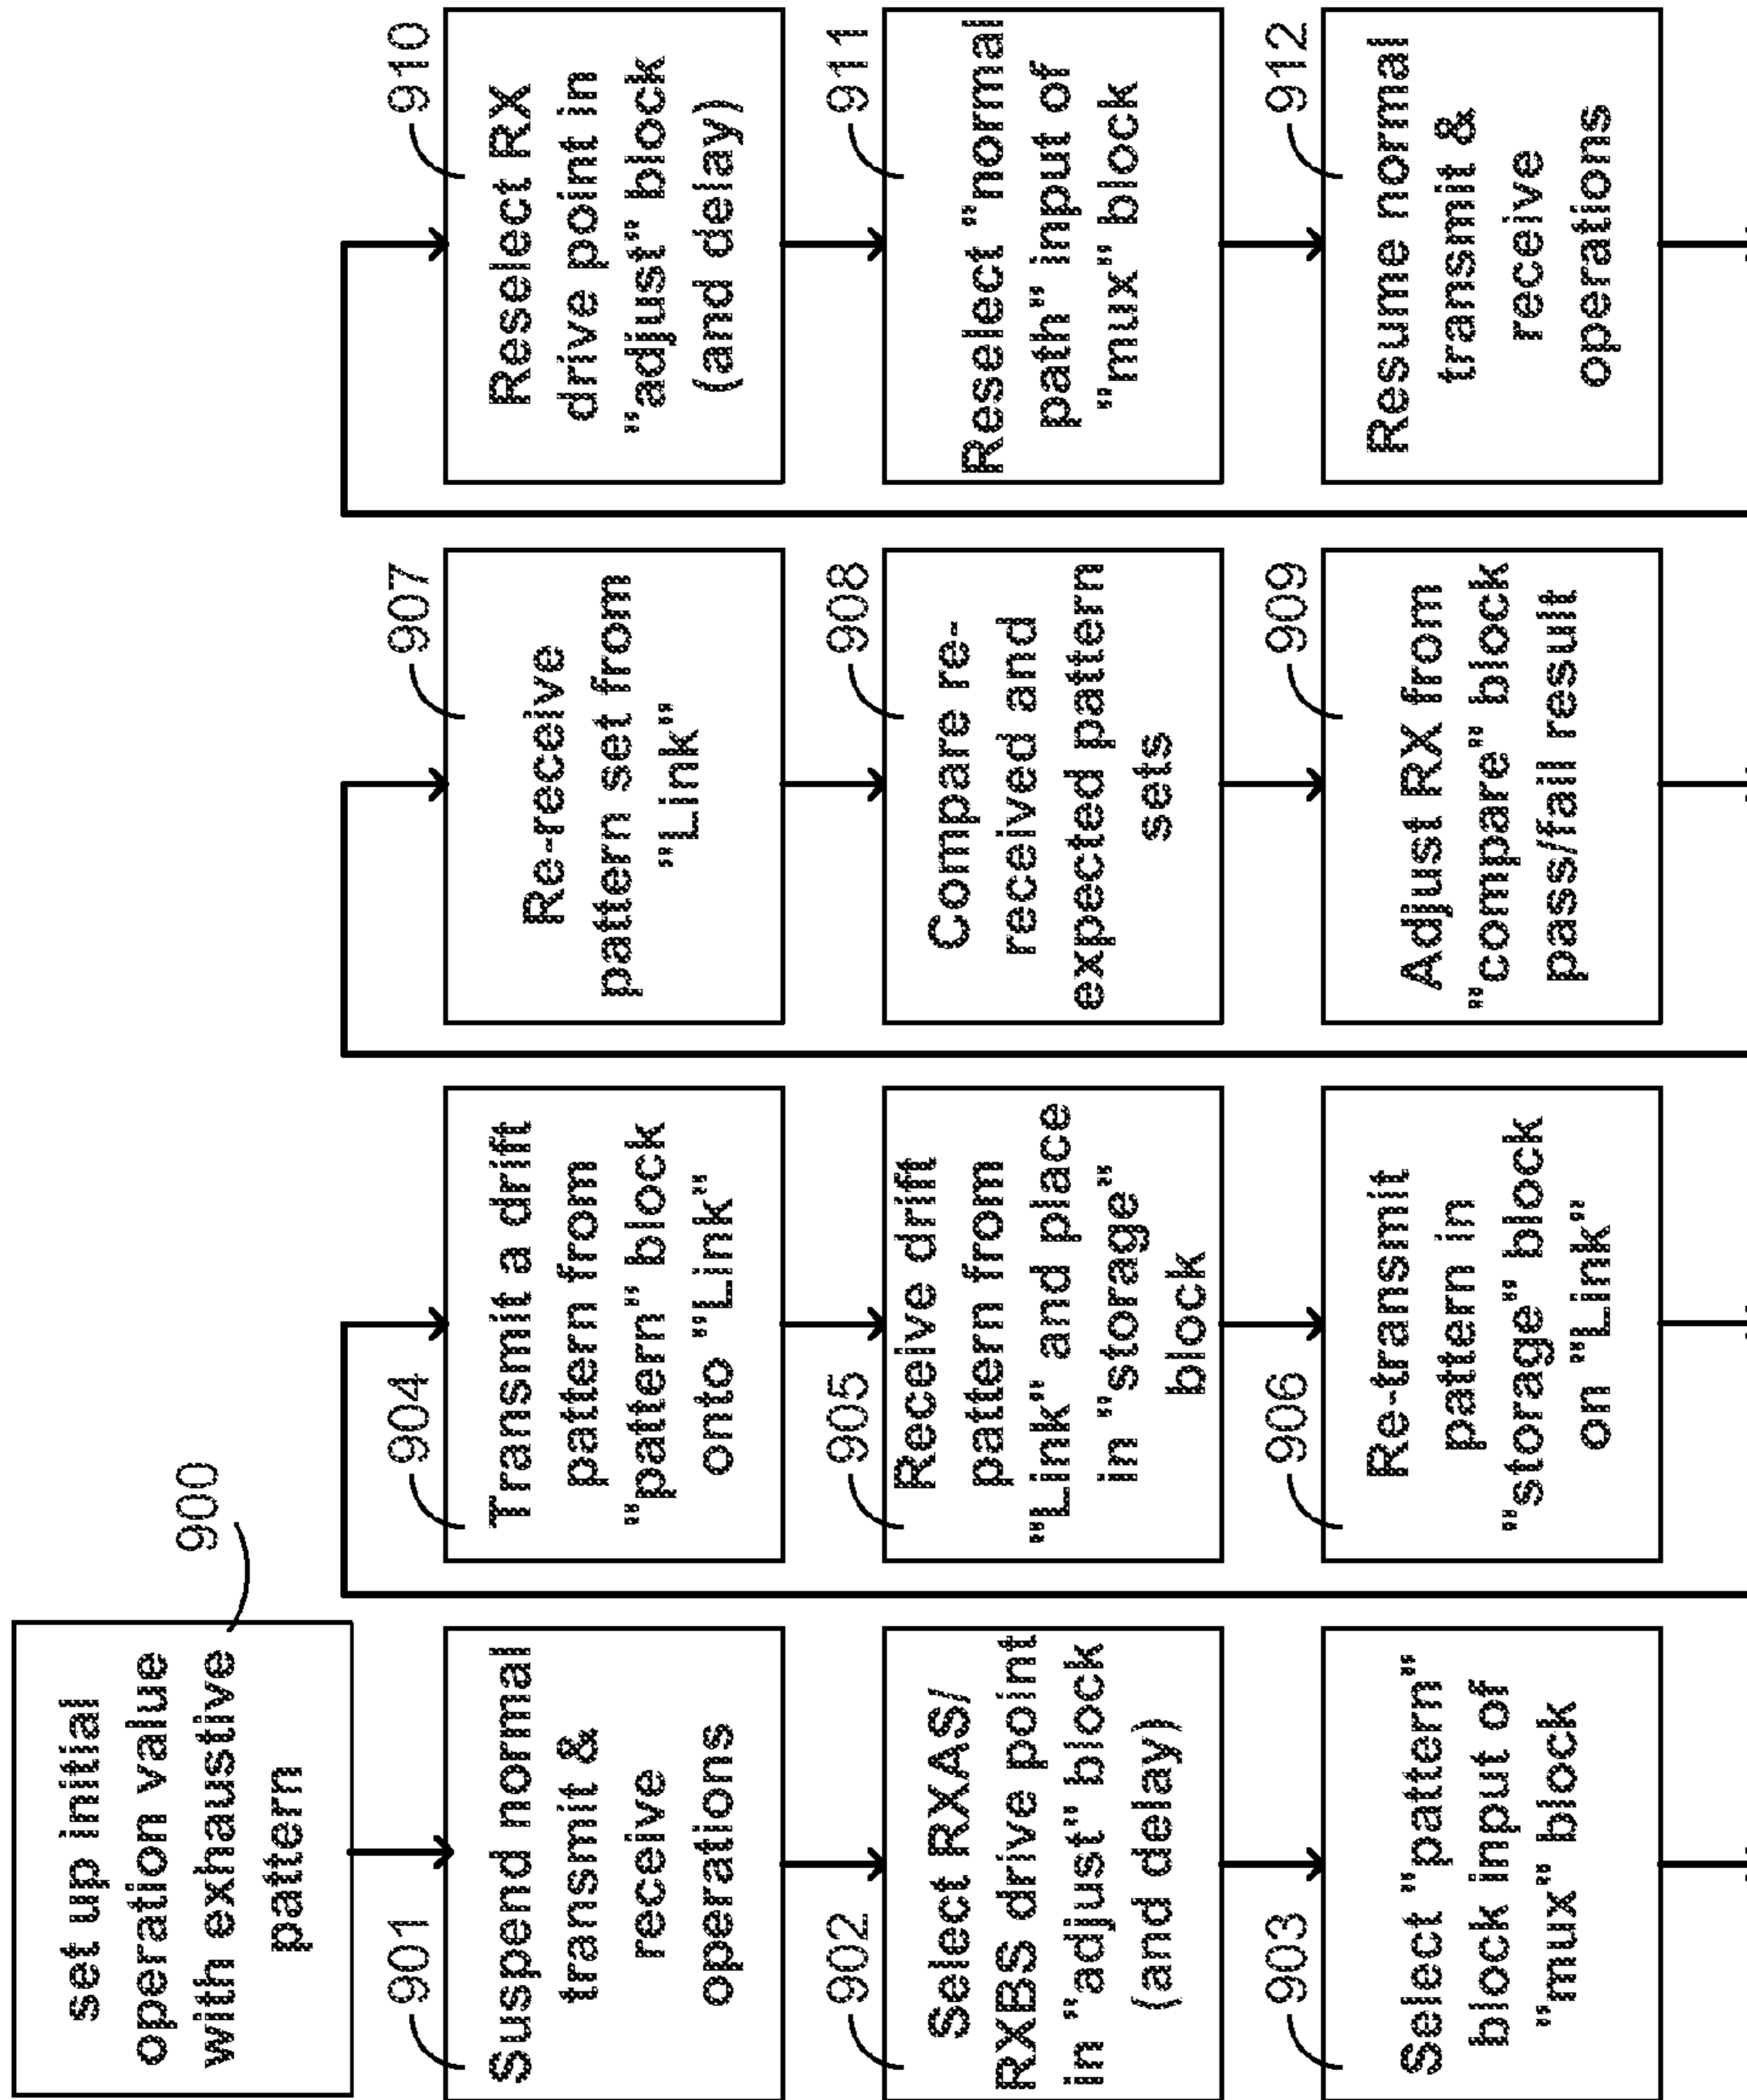 900
set up initial
operation value
with exhaustive
pattern
901
Suspend normal
transmit &
receive
operations
902
Select RXAS/
RXBS drive point
in "adjust" block
(and delay)
903
Select "pattern"
block input of
"mux" block
904
Transmit a drift
pattern from
"pattern" block
onto "Link"
905
Receive drift
pattern from
"Link" and place
in "storage"
block
906
Re-transmit
pattern in
"storage" block
on "Link"
907
Re-receive
pattern set from
"Link"
908
Compare re-
received and
expected pattern
sets
909
Adjust RX from
"compare" block
pass/fail result
910
Reselect RX
drive point in
"adjust" block
(and delay)
911
Reselect "normal
path" input of
"mux" block
912
Resume normal
transmit &
receive
operations